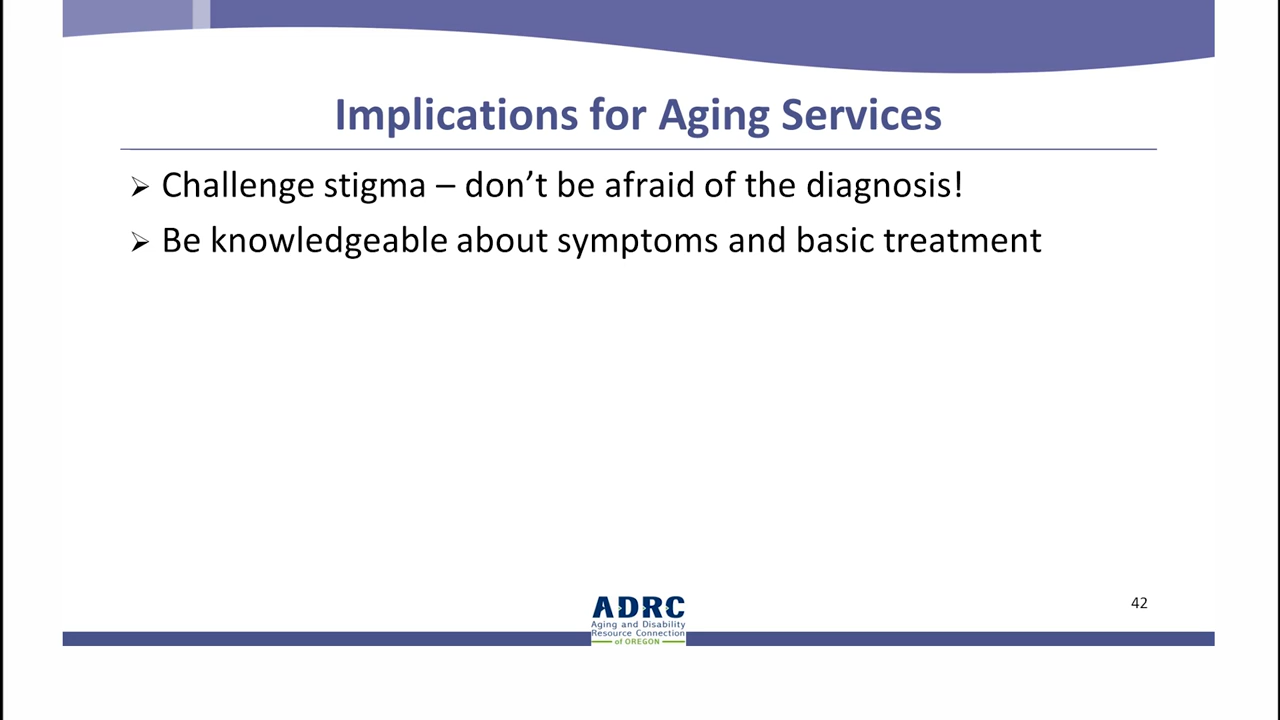 Implications for Aging Services
➢ Challenge stigma – don’t be afraid of the diagnosis!
➢ Be knowledgeable about symptoms and basic treatment
42
ADRC
Aging and Disability
Resource Connection
of OREGON